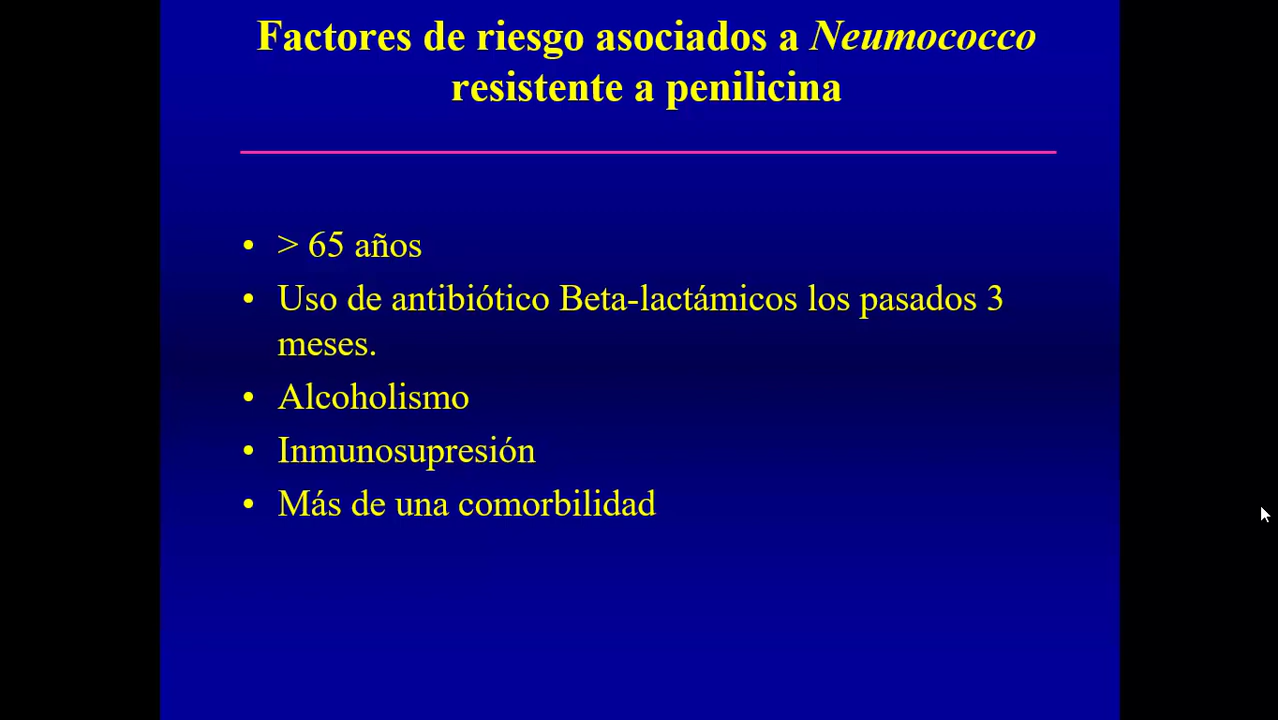 Factores de riesgo asociados a Neumococco
resistente a penilicina
• > 65 años
• Uso de antibiótico Beta-lactámicos los pasados 3
meses.
• Alcoholismo
• Inmunosupresión
• Más de una comorbilidad